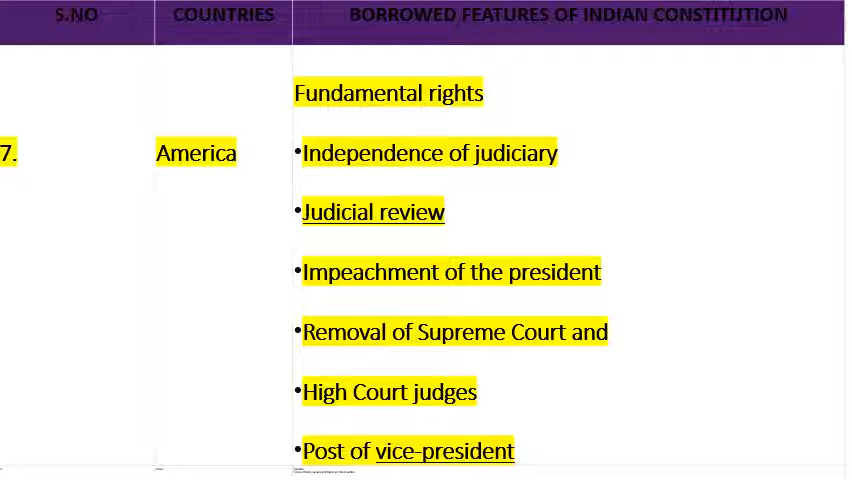 S.NO COUNTRIES BORROWED FEATURES OF INDIAN CONSTITUTION
Fundamental rights
7. America •Independence of judiciary
•Judicial review
•Impeachment of the president
•Removal of Supreme Court and
•High Court judges
•Post of vice-president